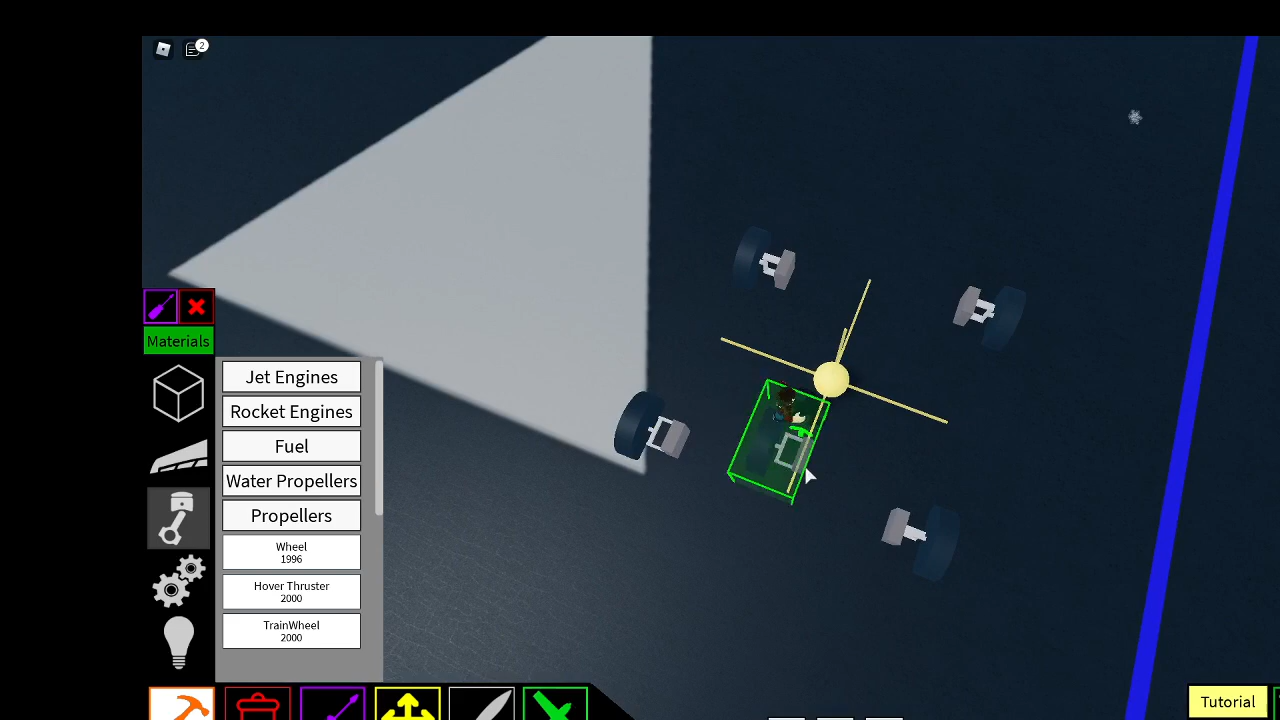 2
Materials
Jet Engines
Rocket Engines
Fuel
Water Propellers
Propellers
Wheel
1996
Hover Thruster
2000
TrainWheel
2000
Tutorial